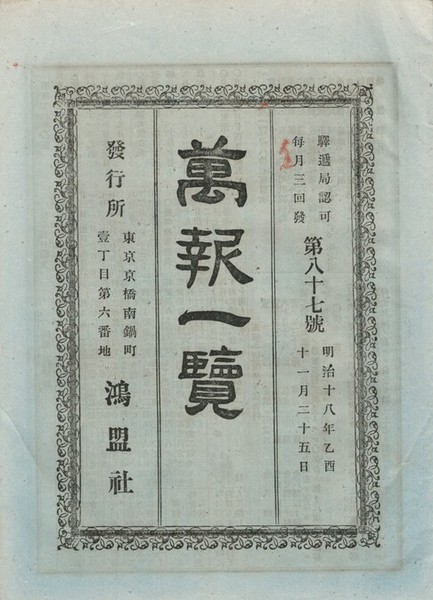 驛遞局認可
每月三回發
第八十七號
明治十八年乙酉
十一月二十五日
萬報一覽
發行所
東京京橋南鍋町
壹丁目第六番地
鴻盟社